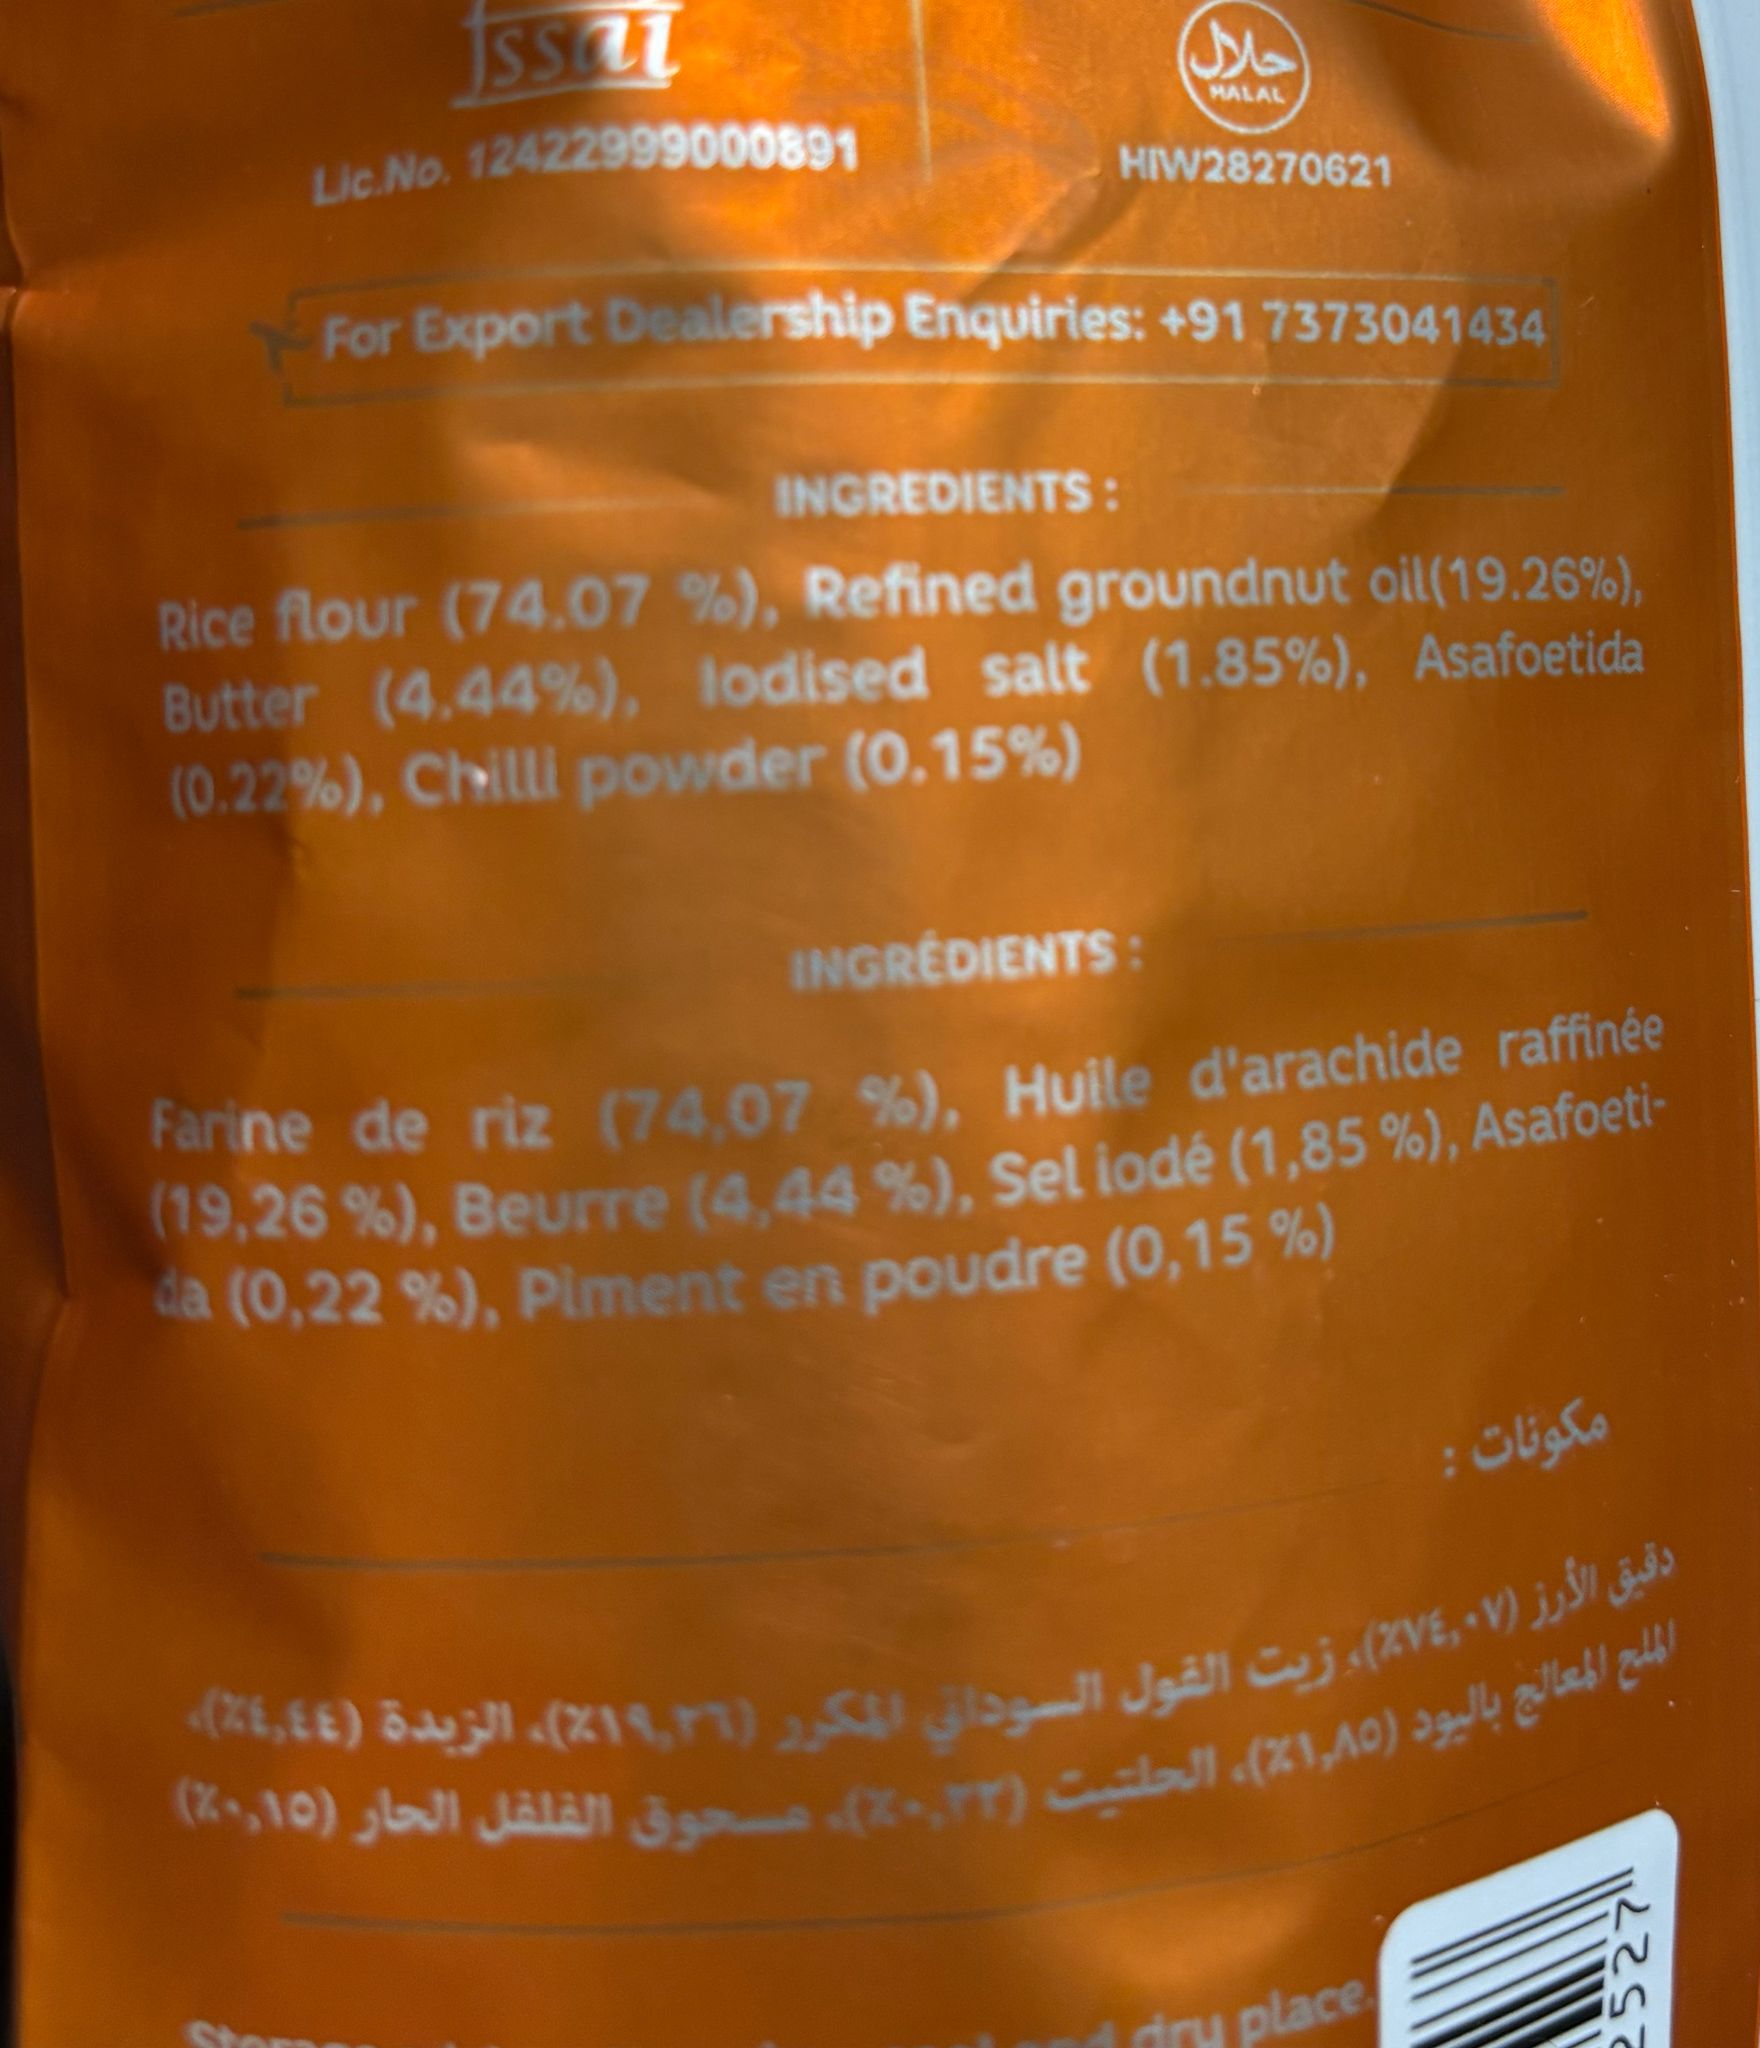 fssai
Lic.No. 12422999000891
حلال
HALAL
HIW28270621
For Export Dealership Enquiries: +91 7373041434
INGREDIENTS :
Rice flour (74.07 %), Refined groundnut oil(19.26%),
Butter (4.44%), Iodised salt (1.85%), Asafoetida
(0.22%), Chilli powder (0.15%)
INGRÉDIENTS :
Farine de riz (74,07 %), Huile d'arachide raffinée
(19,26 %), Beurre (4,44 %), Sel iodé (1,85 %), Asafoeti-
da (0,22 %), Piment en poudre (0,15 %)
مكونات :
دقيق الأرز (٧٤,٠٧٪)، زيت الفول السوداني المكرر (١٩,٢٦٪)، الزبدة (٤,٤٤٪)،
الملح المعالج باليود (١,٨٥٪)، الحلتيت (٠,٢٢٪)، مسحوق الفلفل الحار (٠,١٥٪)
and dry place.
2527